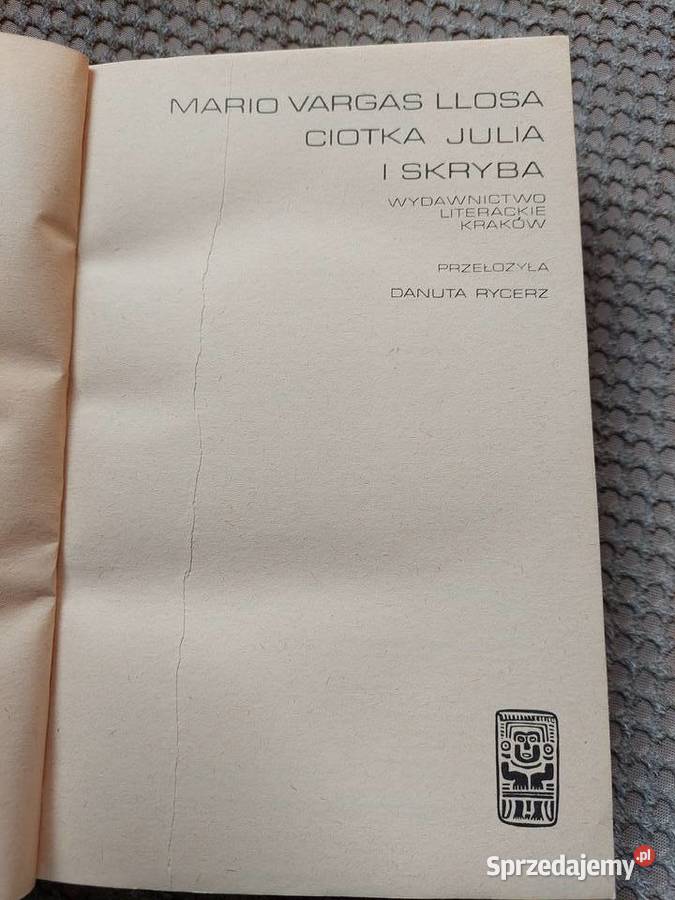 MARIO VARGAS LLOSA
CIOTKA JULIA
I SKRYBA
WYDAWNICTWO
LITERACKIE
KRAKÓW
PRZEŁOŻYŁA
DANUTA RYCERZ
Sprzedajemy.pl